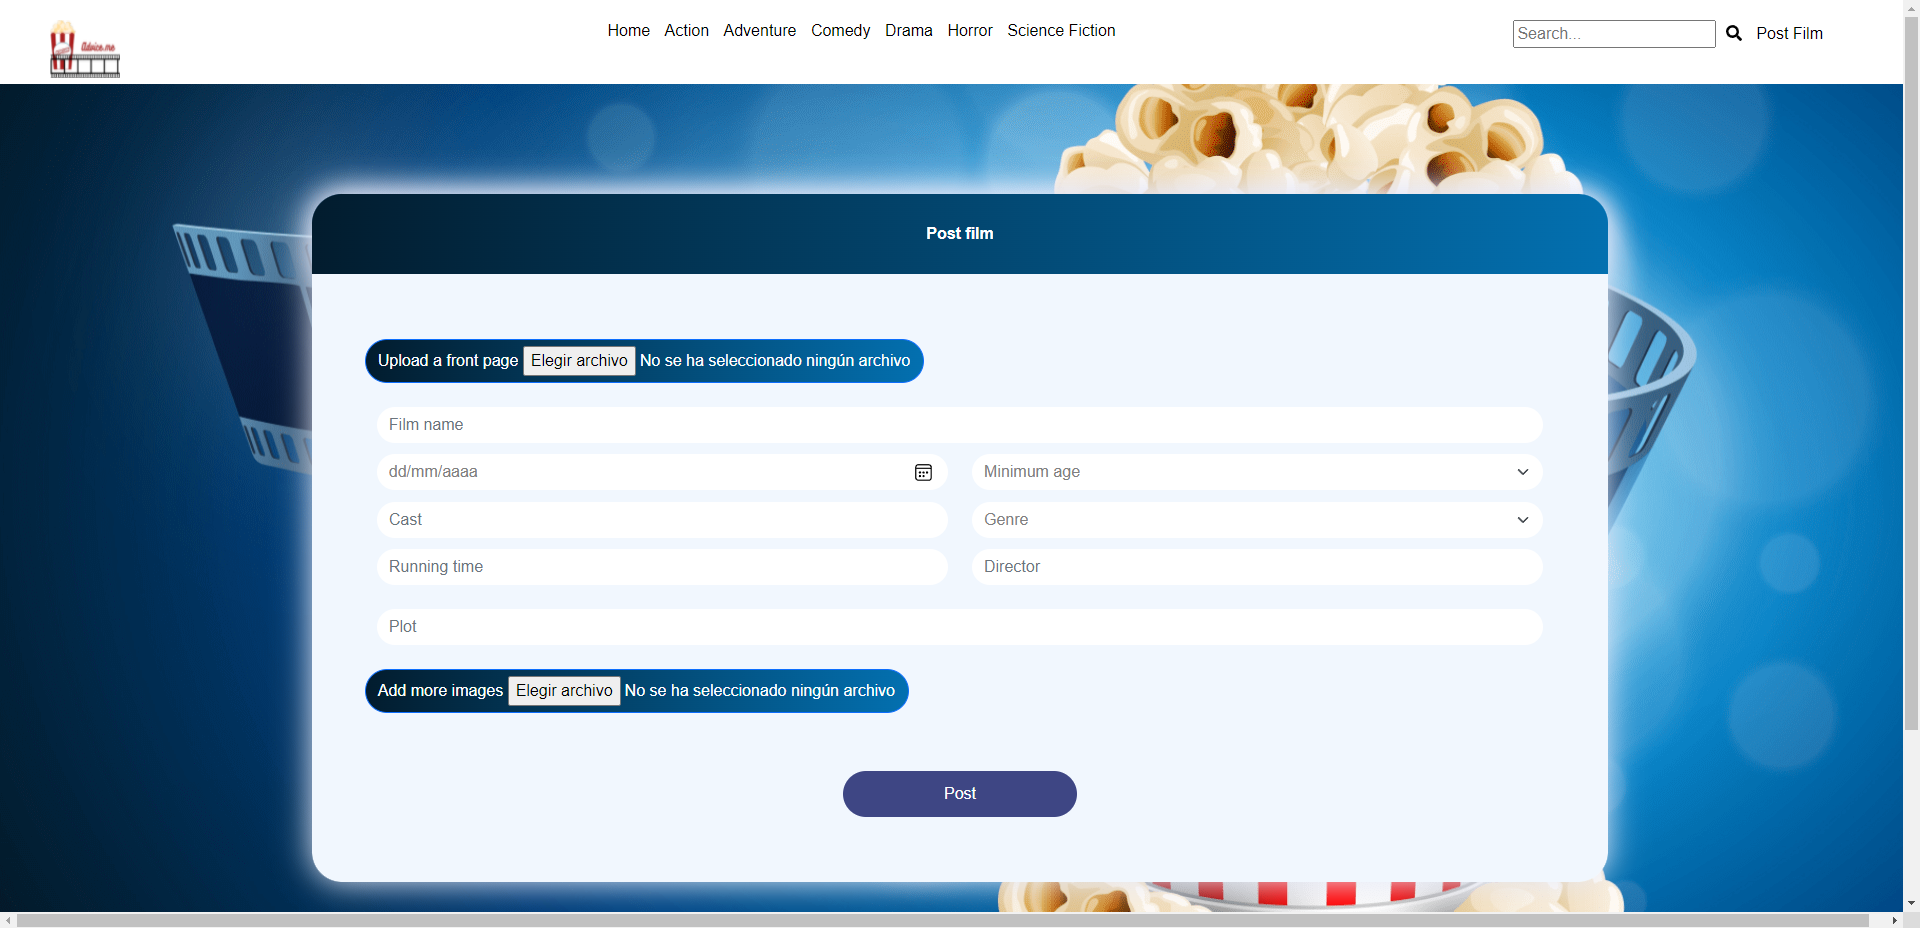 Advice.me
Home Action Adventure Comedy Drama Horror Science Fiction
Search...
Post Film
Post film
Upload a front page Elegir archivo No se ha seleccionado ningún archivo
Film name
dd/mm/aaaa
Minimum age
Cast
Genre
Running time
Director
Plot
Add more images Elegir archivo No se ha seleccionado ningún archivo
Post